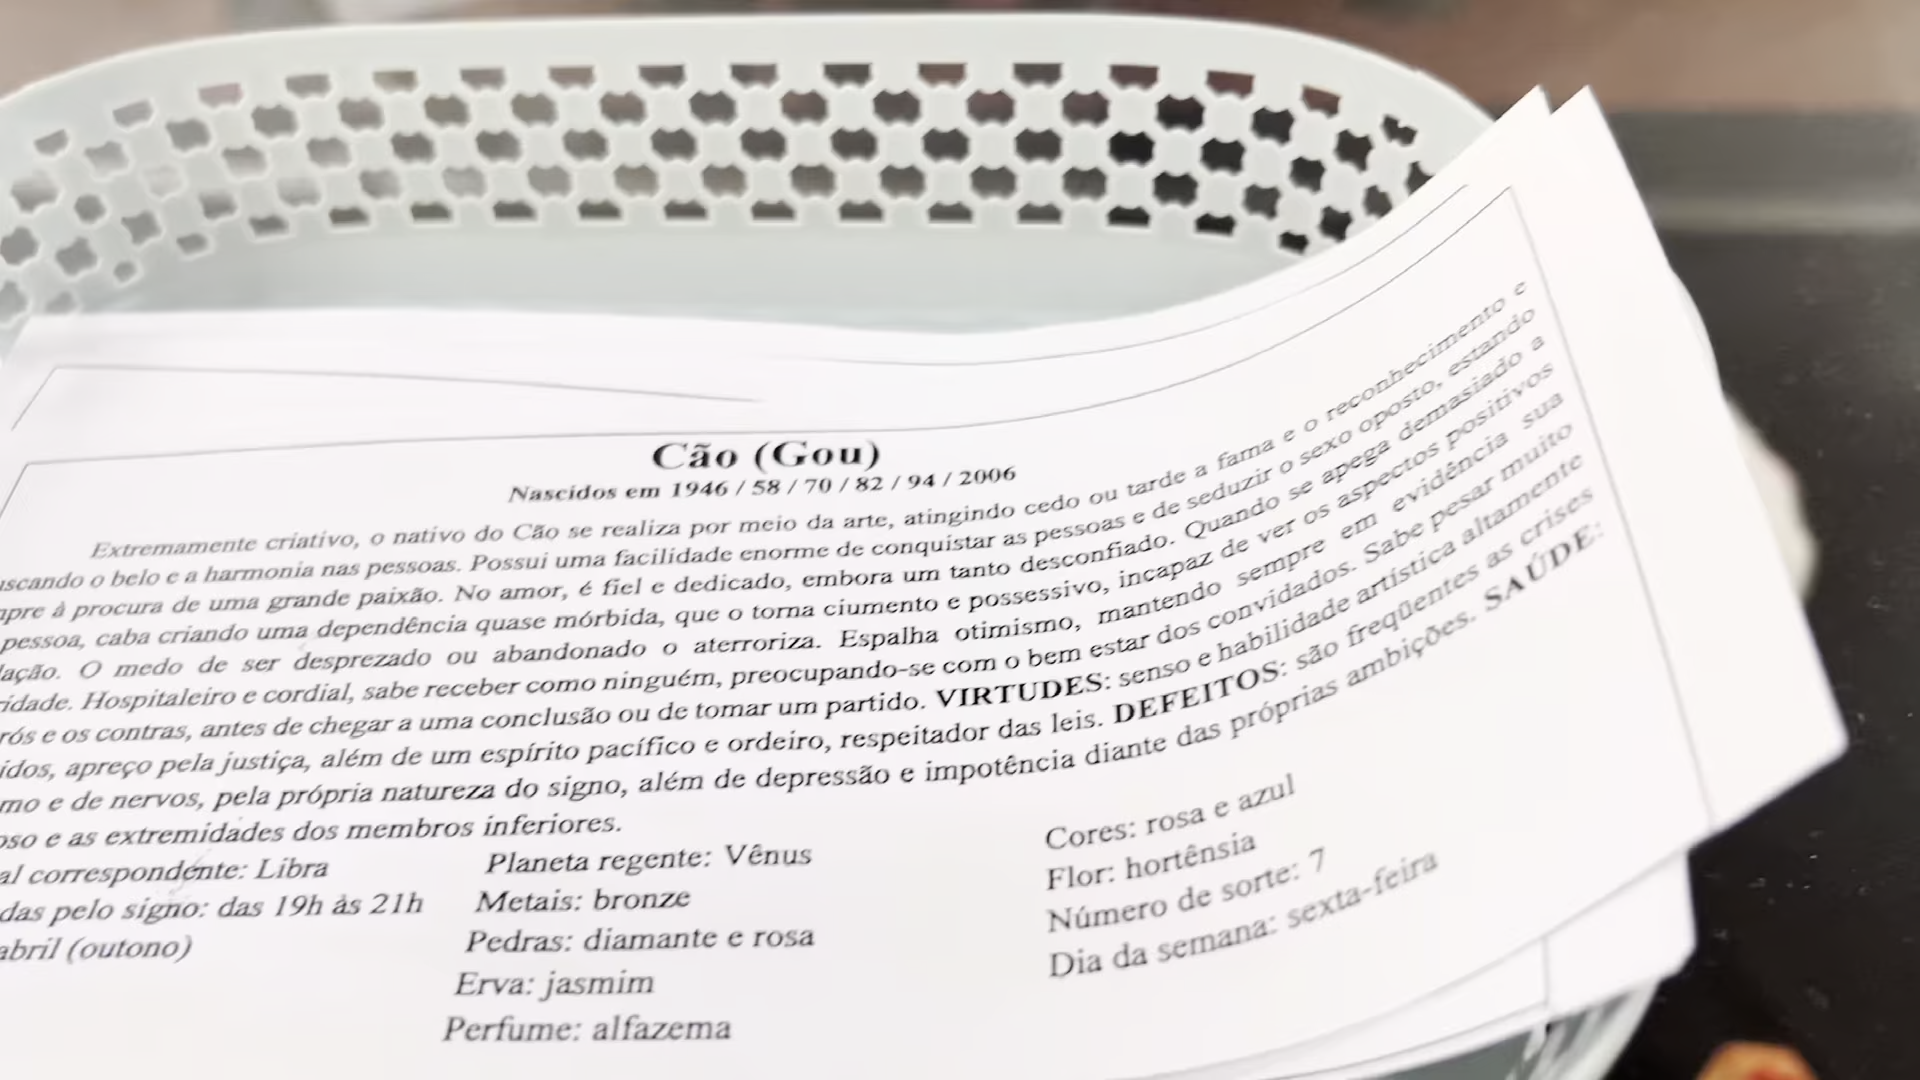 Cão (Gou)
Nascidos em 1946 / 58 / 70 / 82 / 94 / 2006
Extremamente criativo, o nativo do Cão se realiza por meio da arte, atingindo cedo ou tarde a fama e o reconhecimento e
uscando o belo e a harmonia nas pessoas. Possui uma facilidade enorme de conquistar as pessoas e de seduzir o sexo oposto, estando
mpre à procura de uma grande paixão. No amor, é fiel e dedicado, embora um tanto desconfiado. Quando se apega demasiado a
pessoa, caba criando uma dependência quase mórbida, que o torna ciumento e possessivo, incapaz de ver os aspectos positivos
lação. O medo de ser desprezado ou abandonado o aterroriza. Espalha otimismo, mantendo sempre em evidência sua
ridade. Hospitaleiro e cordial, sabe receber como ninguém, preocupando-se com o bem estar dos convidados. Sabe pesar muito
rós e os contras, antes de chegar a uma conclusão ou de tomar um partido. VIRTUDES: senso e habilidade artística altamente
idos, apreço pela justiça, além de um espírito pacífico e ordeiro, respeitador das leis. DEFEITOS: são freqüentes as crises
mo e de nervos, pela própria natureza do signo, além de depressão e impotência diante das próprias ambições. SAÚDE:
oso e as extremidades dos membros inferiores.
al correspondente: Libra
das pelo signo: das 19h às 21h
abril (outono)
Planeta regente: Vênus
Metais: bronze
Pedras: diamante e rosa
Erva: jasmim
Perfume: alfazema
Cores: rosa e azul
Flor: hortênsia
Número de sorte: 7
Dia da semana: sexta-feira